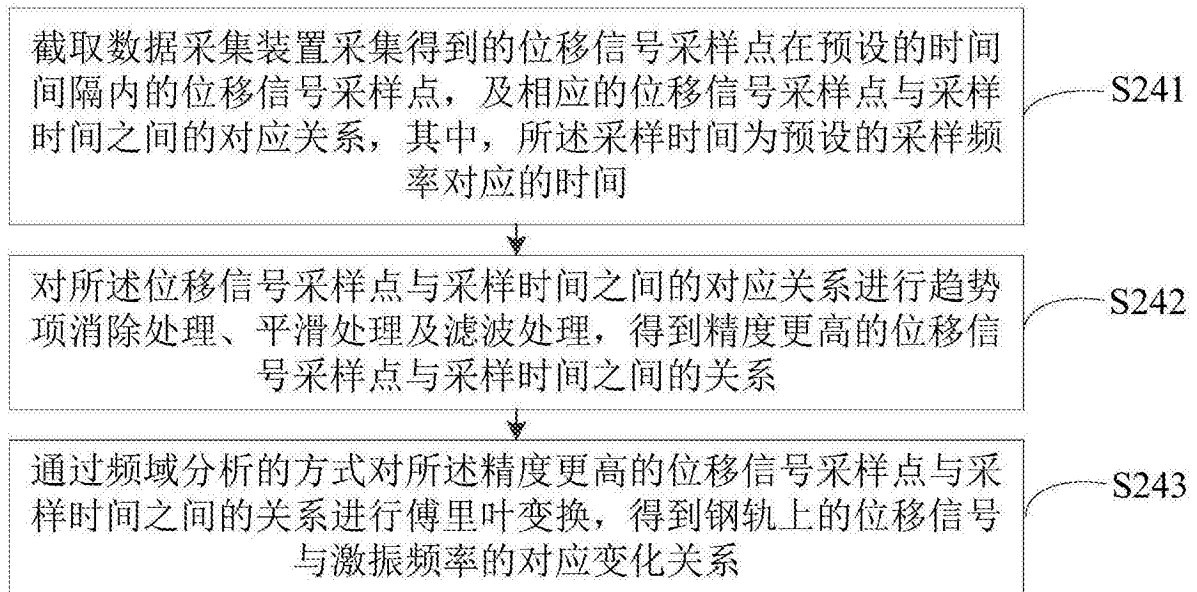 截取数据采集装置采集得到的位移信号采样点在预设的时间
间隔内的位移信号采样点，及相应的位移信号采样点与采样
时间之间的对应关系，其中，所述采样时间为预设的采样频
率对应的时间
S241
对所述位移信号采样点与采样时间之间的对应关系进行趋势
项消除处理、平滑处理及滤波处理，得到精度更高的位移信
号采样点与采样时间之间的关系
S242
通过频域分析的方式对所述精度更高的位移信号采样点与采
样时间之间的关系进行傅里叶变换，得到钢轨上的位移信号
与激振频率的对应变化关系
S243